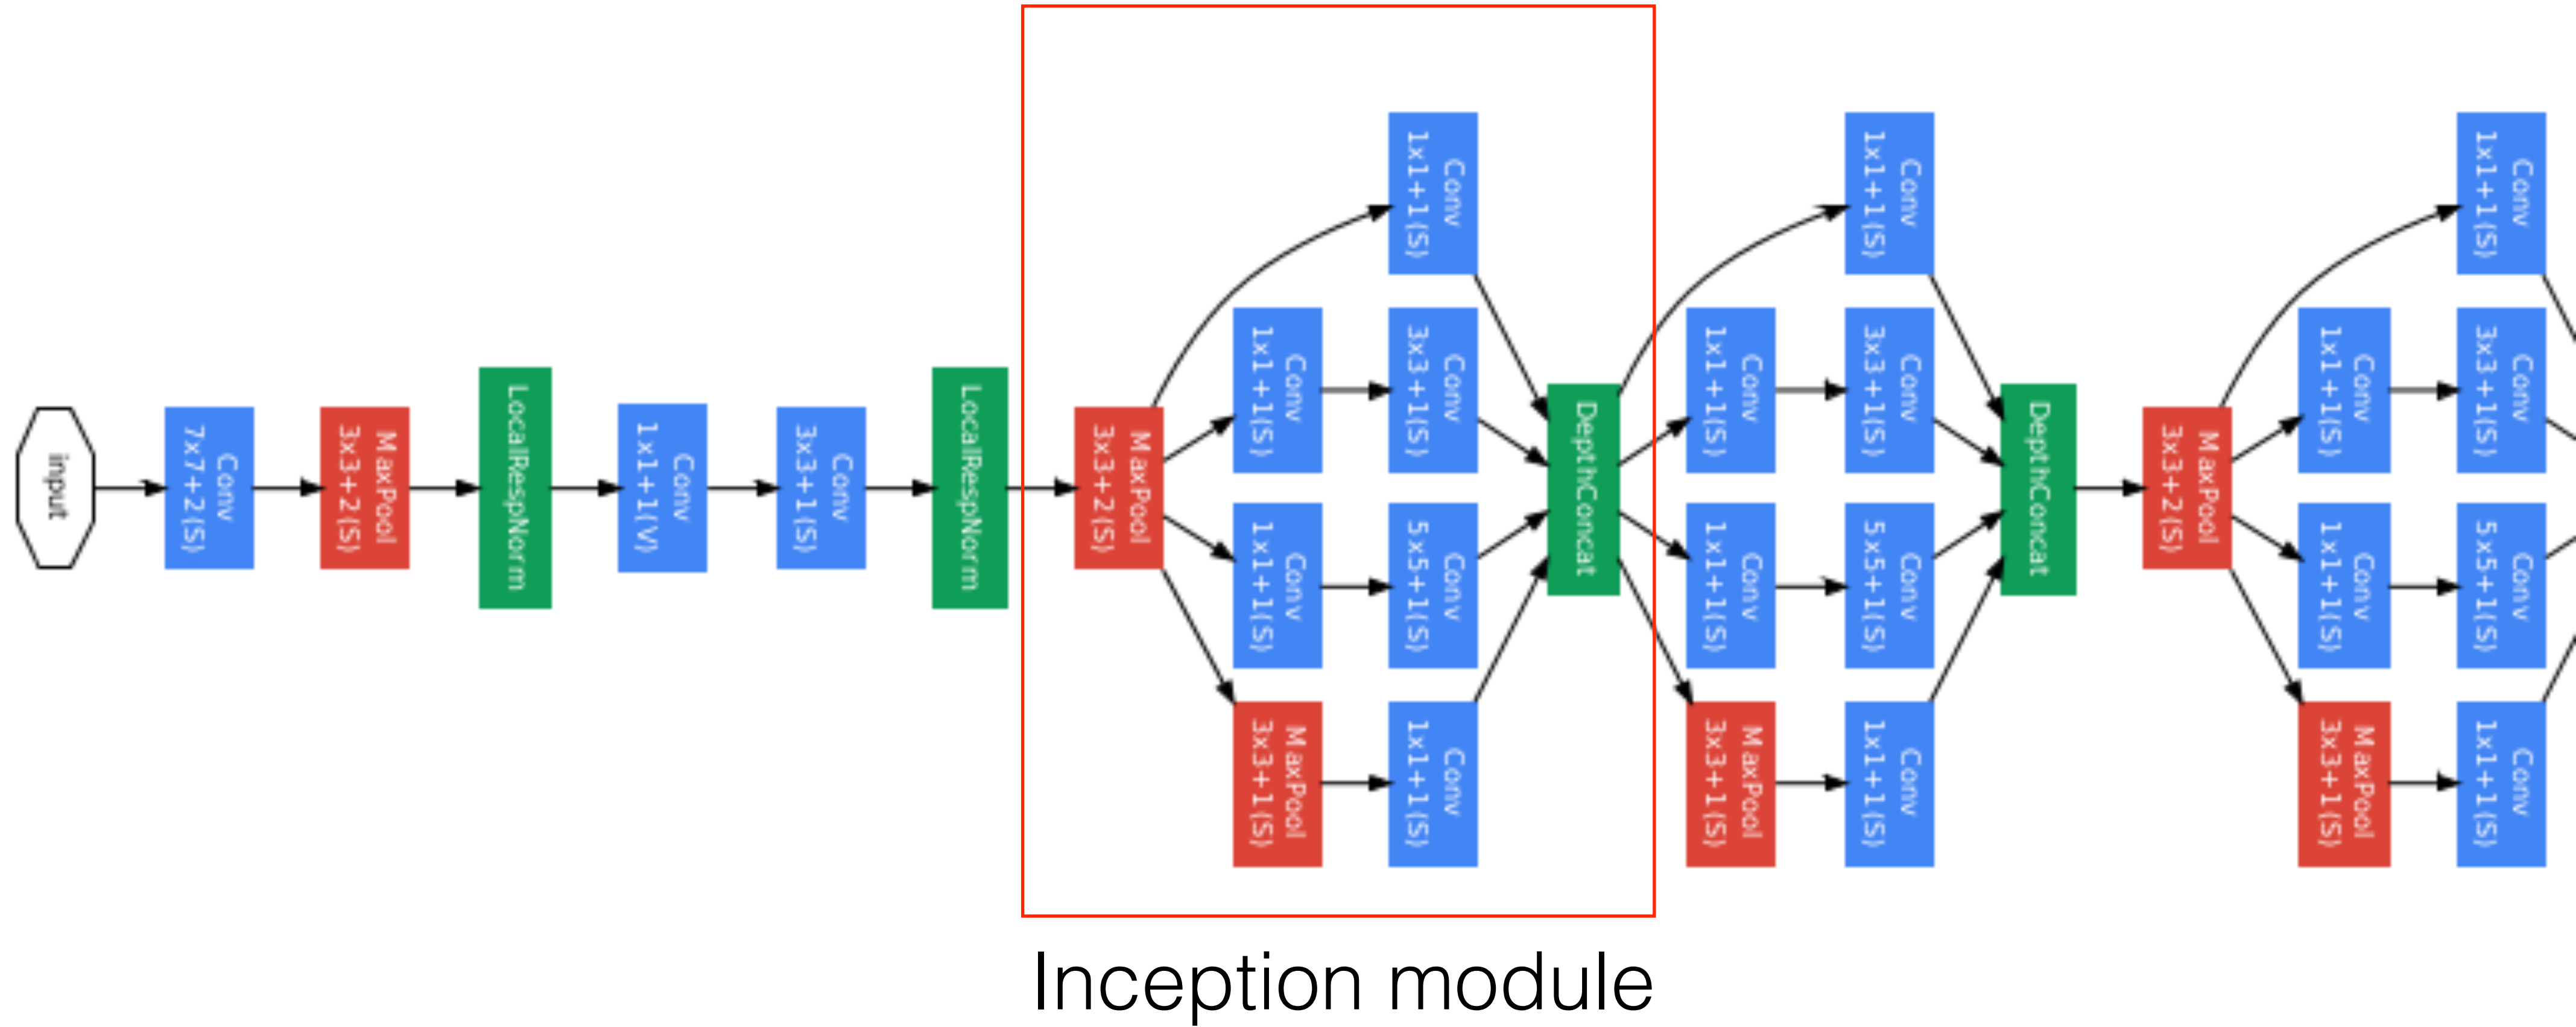 input
Conv
7x7+2(S)
MaxPool
3x3+2(S)
LocalRespNorm
Conv
1x1+1(V)
Conv
3x3+1(S)
LocalRespNorm
MaxPool
3x3+2(S)
Conv
1x1+1(S)
Conv
1x1+1(S)
Conv
3x3+1(S)
Conv
1x1+1(S)
Conv
5x5+1(S)
MaxPool
3x3+1(S)
Conv
1x1+1(S)
DepthConcat
Conv
1x1+1(S)
Conv
1x1+1(S)
Conv
3x3+1(S)
Conv
1x1+1(S)
Conv
5x5+1(S)
MaxPool
3x3+1(S)
Conv
1x1+1(S)
DepthConcat
MaxPool
3x3+2(S)
Conv
1x1+1(S)
Conv
1x1+1(S)
Conv
3x3+1(S)
Conv
1x1+1(S)
Conv
5x5+1(S)
MaxPool
3x3+1(S)
Conv
1x1+1(S)
Inception module